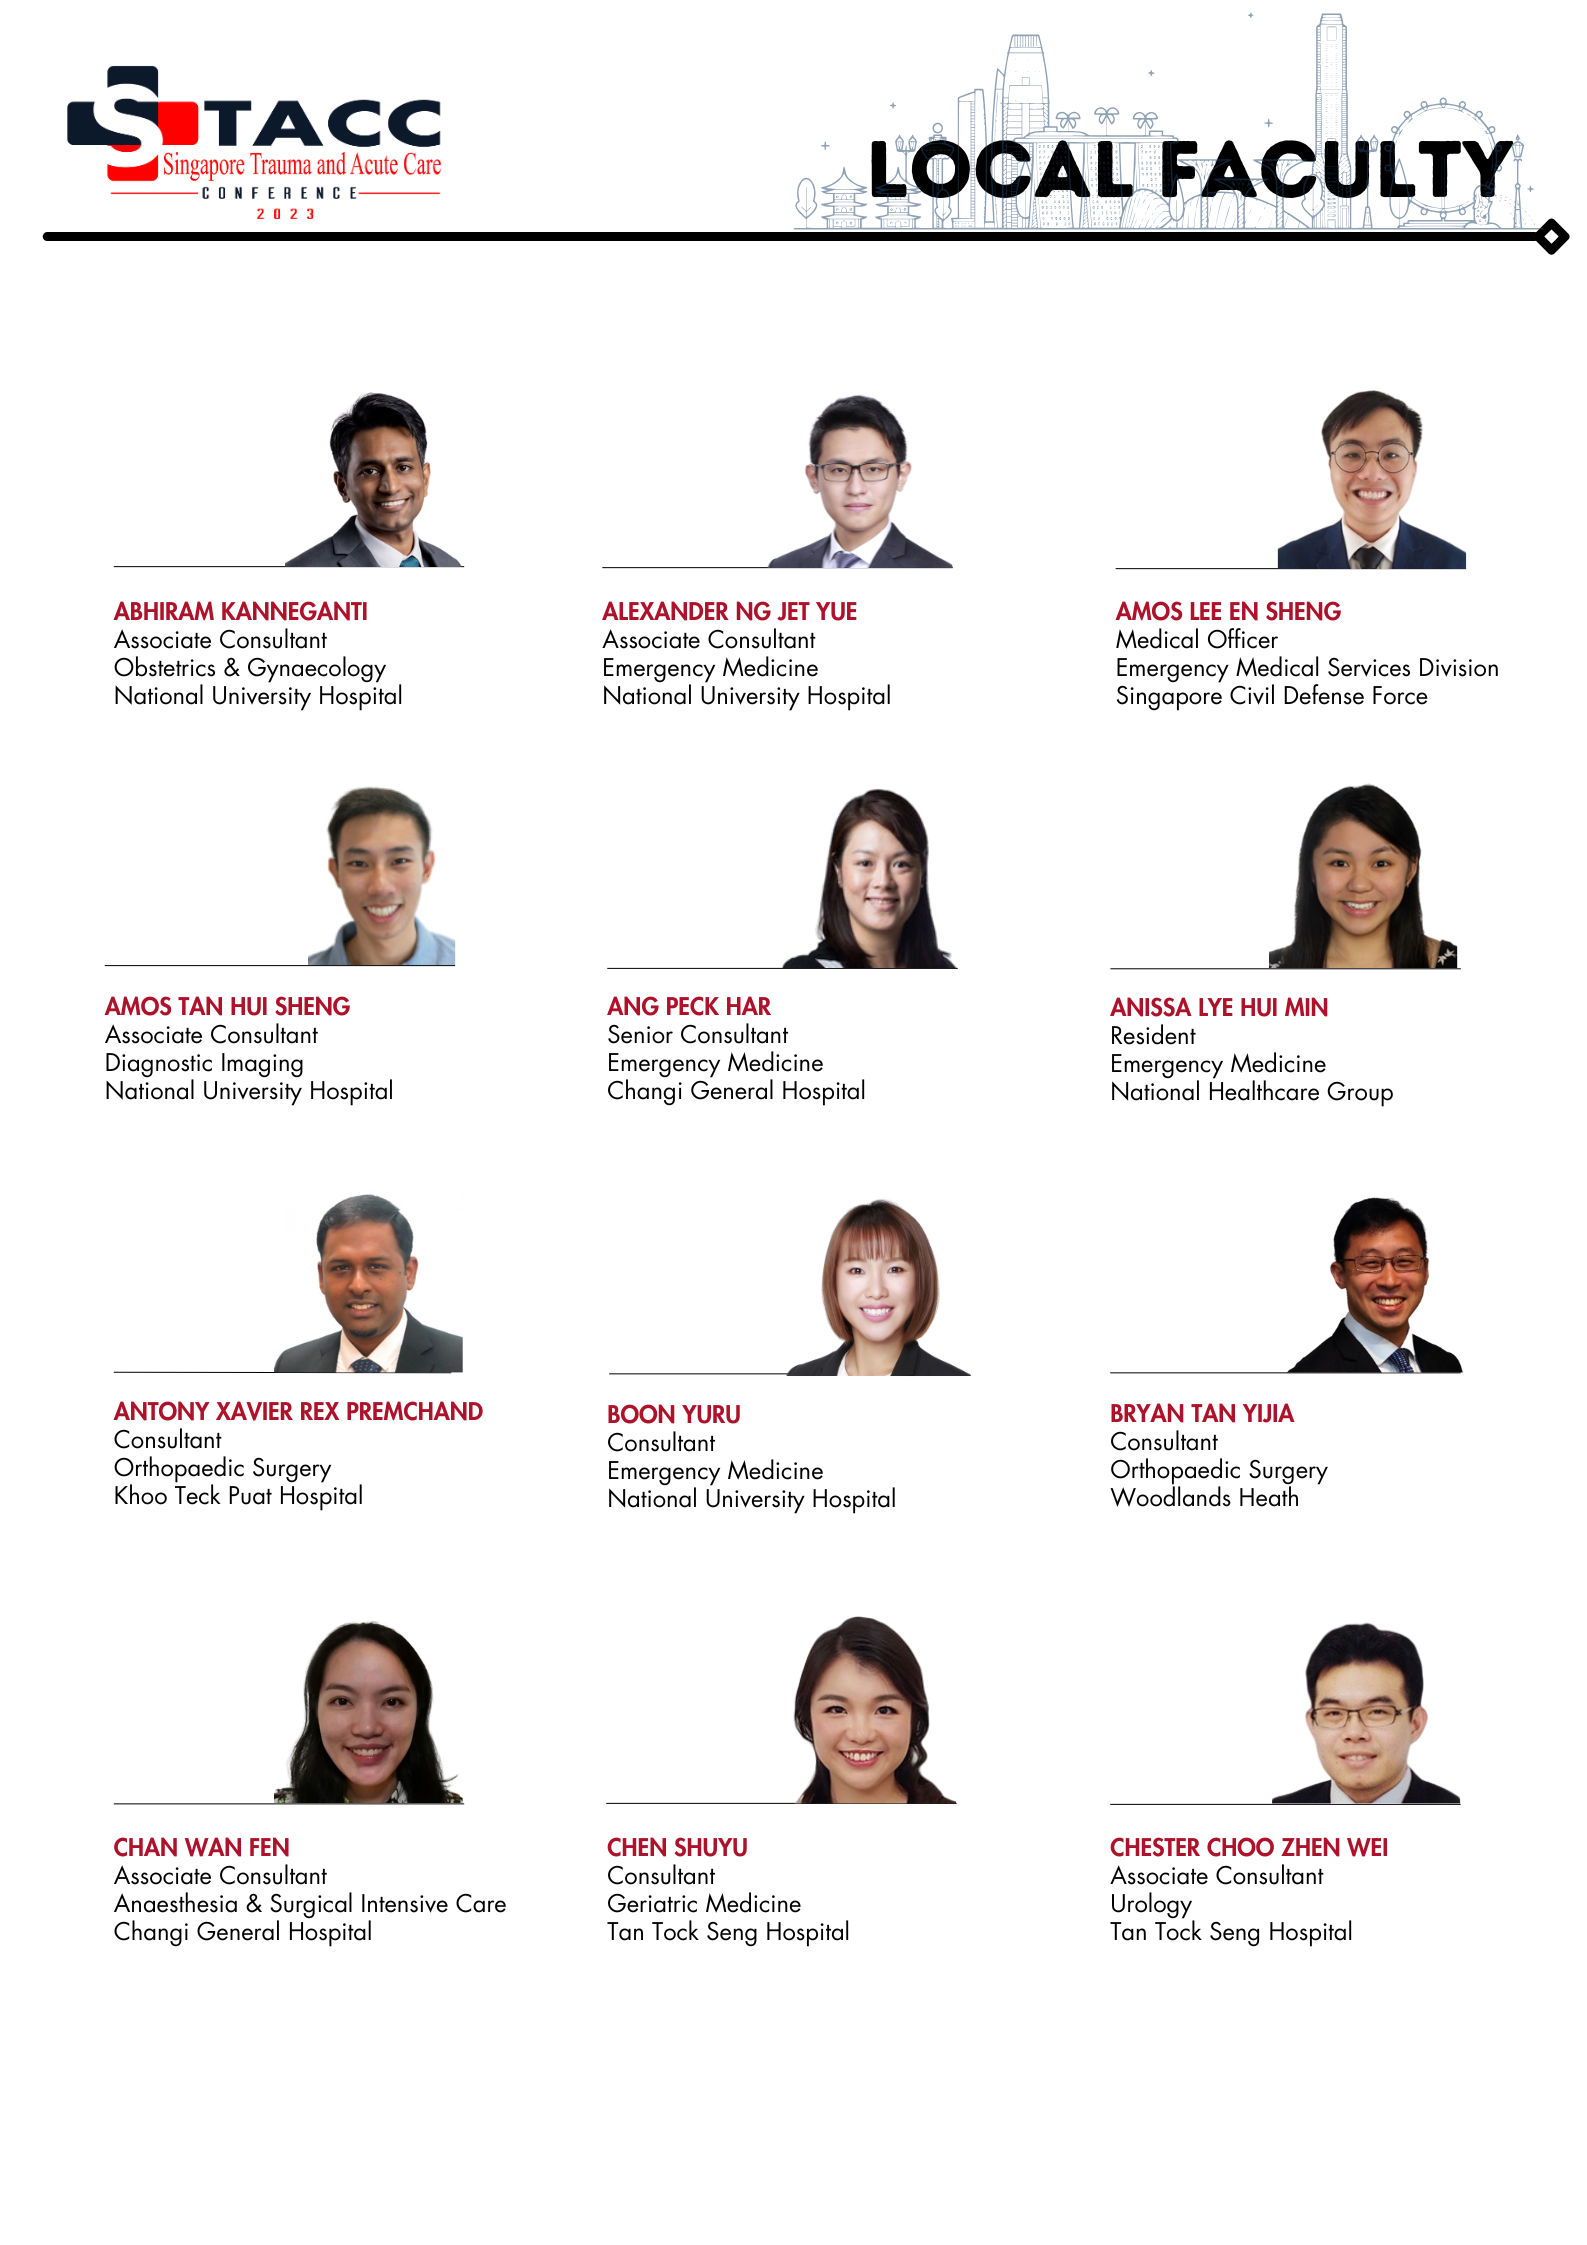 STACC
Singapore Trauma and Acute Care
CONFERENCE
2023
LOCAL FACULTY
ABHIRAM KANNEGANTI
Associate Consultant
Obstetrics & Gynaecology
National University Hospital
ALEXANDER NG JET YUE
Associate Consultant
Emergency Medicine
National University Hospital
AMOS LEE EN SHENG
Medical Officer
Emergency Medical Services Division
Singapore Civil Defense Force
AMOS TAN HUI SHENG
Associate Consultant
Diagnostic Imaging
National University Hospital
ANG PECK HAR
Senior Consultant
Emergency Medicine
Changi General Hospital
ANISSA LYE HUI MIN
Resident
Emergency Medicine
National Healthcare Group
ANTONY XAVIER REX PREMCHAND
Consultant
Orthopaedic Surgery
Khoo Teck Puat Hospital
BOON YURU
Consultant
Emergency Medicine
National University Hospital
BRYAN TAN YIJIA
Consultant
Orthopaedic Surgery
Woodlands Heath
CHAN WAN FEN
Associate Consultant
Anaesthesia & Surgical Intensive Care
Changi General Hospital
CHEN SHUYU
Consultant
Geriatric Medicine
Tan Tock Seng Hospital
CHESTER CHOO ZHEN WEI
Associate Consultant
Urology
Tan Tock Seng Hospital